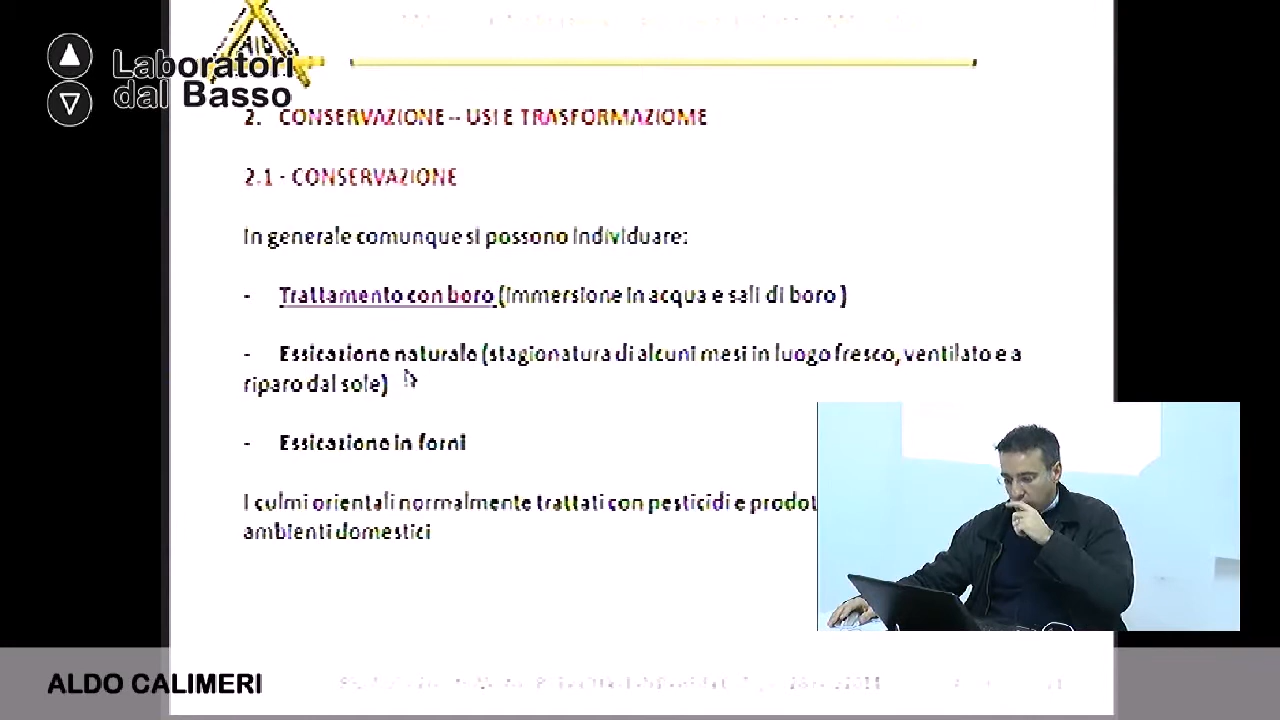 Laboratori
dal Basso
2. CONSERVAZIONE – USI E TRASFORMAZIOME
2.1 - CONSERVAZIONE
In generale comunque si possono individuare:
- Trattamento con boro (immersione in acqua e sali di boro )
- Essicazione naturale (stagionatura di alcuni mesi in luogo fresco, ventilato e a
riparo dal sole)
- Essicazione in forni
I culmi orientali normalmente trattati con pesticidi e prodot
ambienti domestici
ALDO CALIMERI